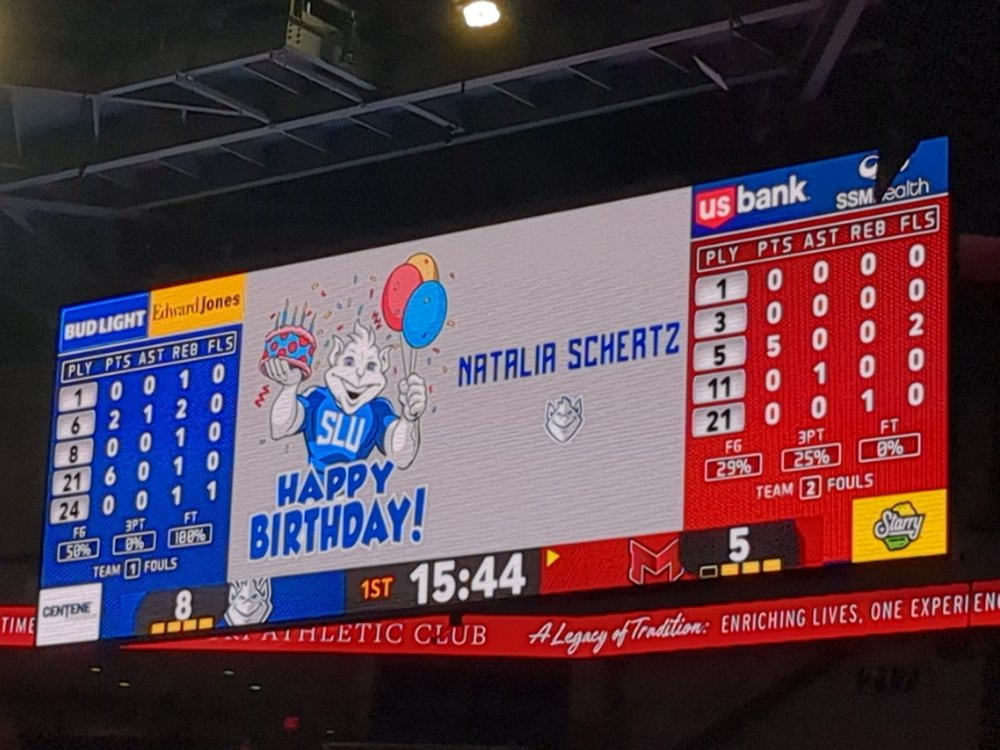 BUD LIGHT
Edward Jones
PLY PTS AST REB FLS
1 0 0 1 0
6 2 1 2 0
8 0 0 1 0
21 6 0 1 0
24 0 0 1 1
FG 3PT FT
50% 0% 100%
TEAM 1 FOULS
CENTENE
8
SLU
HAPPY
BIRTHDAY!
NATALIA SCHERTZ
1ST 15:44
us bank
SSM Health
PLY PTS AST REB FLS
1 0 0 0 0
3 0 0 0 0
5 5 0 0 2
11 0 1 0 0
21 0 0 1 0
FG 3PT FT
29% 25% 0%
TEAM 2 FOULS
Starry
M
5
TIME
ATHLETIC CLUB
A Legacy of Tradition: ENRICHING LIVES, ONE EXPERIEN